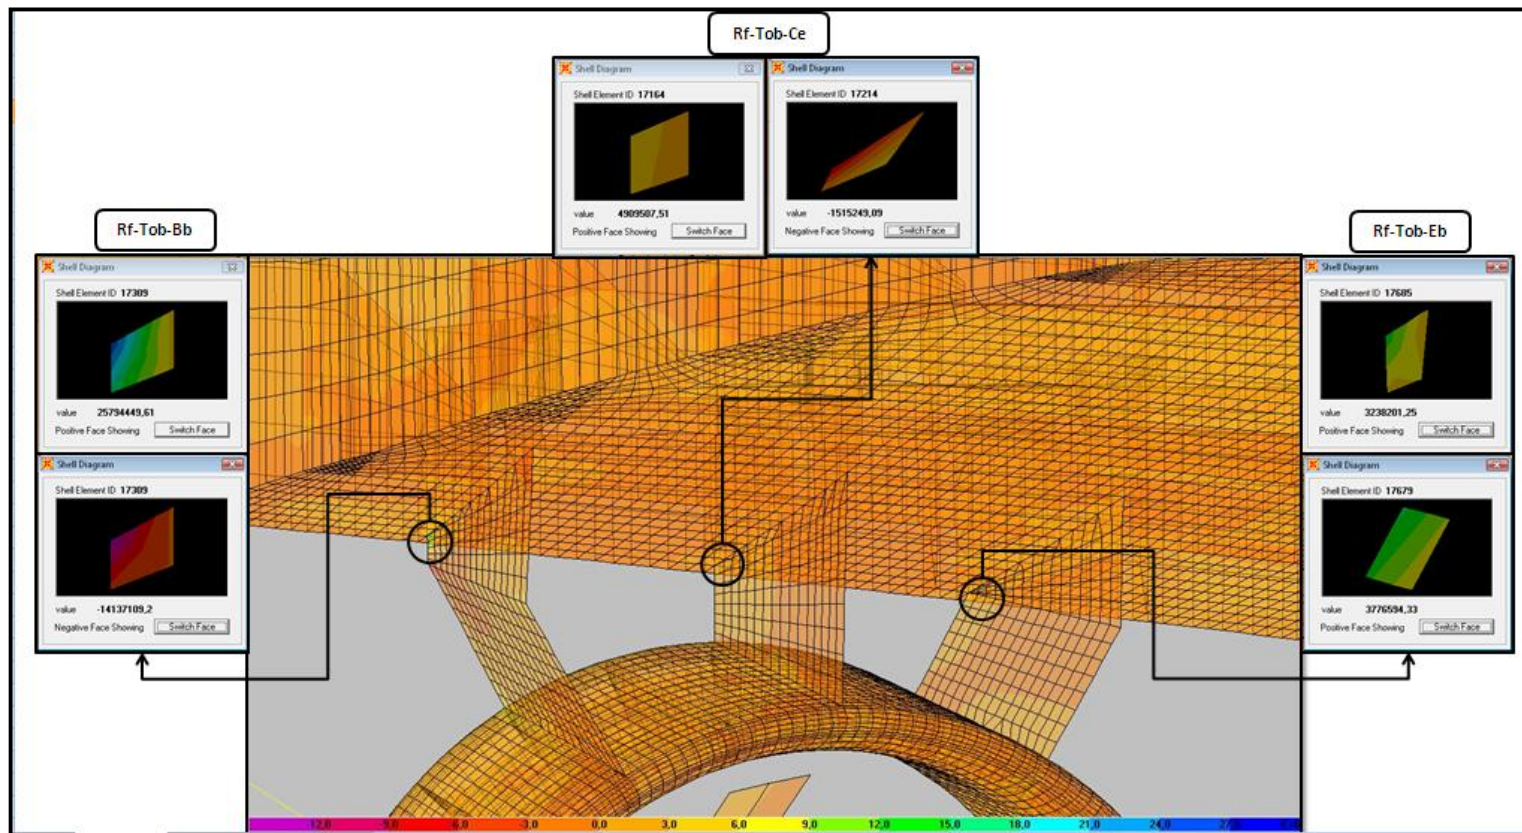 Rf-Tob-Ce
Shell Diagram
Shell Element ID 17164
value 4909507,51
Positive Face Showing Switch Face
Shell Diagram
Shell Element ID 17214
value -1515249,09
Negative Face Showing Switch Face
Rf-Tob-Bb
Shell Diagram
Shell Element ID 17309
value 25794449,61
Positive Face Showing Switch Face
Shell Diagram
Shell Element ID 17309
value -14137109,2
Negative Face Showing Switch Face
Rf-Tob-Eb
Shell Diagram
Shell Element ID 17685
value 3238201,25
Positive Face Showing Switch Face
Shell Diagram
Shell Element ID 17679
value 3776594,33
Positive Face Showing Switch Face
-12,0 -9,0 -6,0 -3,0 0,0 3,0 6,0 9,0 12,0 15,0 18,0 21,0 24,0